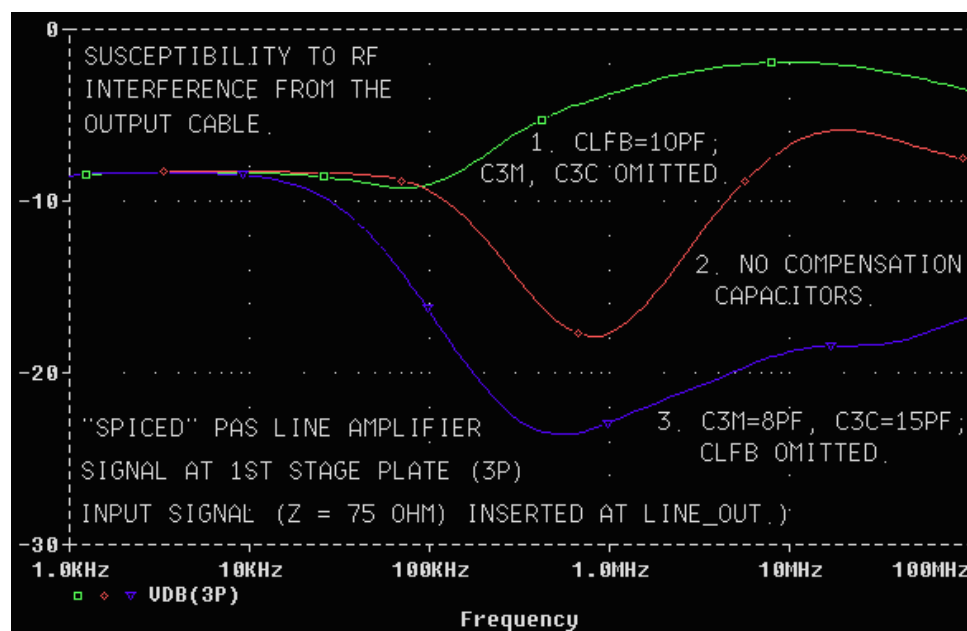 -0
SUSCEPTIBILITY TO RF
INTERFERENCE FROM THE
OUTPUT CABLE.
1. CLFB=10PF;
C3M, C3C OMITTED.
-10
2. NO COMPENSATION
CAPACITORS.
-20
3. C3M=8PF, C3C=15PF;
CLFB OMITTED.
"SPICED" PAS LINE AMPLIFIER
SIGNAL AT 1ST STAGE PLATE (3P)
INPUT SIGNAL (Z = 75 OHM) INSERTED AT LINE_OUT.)
-30
1.0KHz 10KHz 100KHz 1.0MHz 10MHz 100MHz
VDB(3P)
Frequency